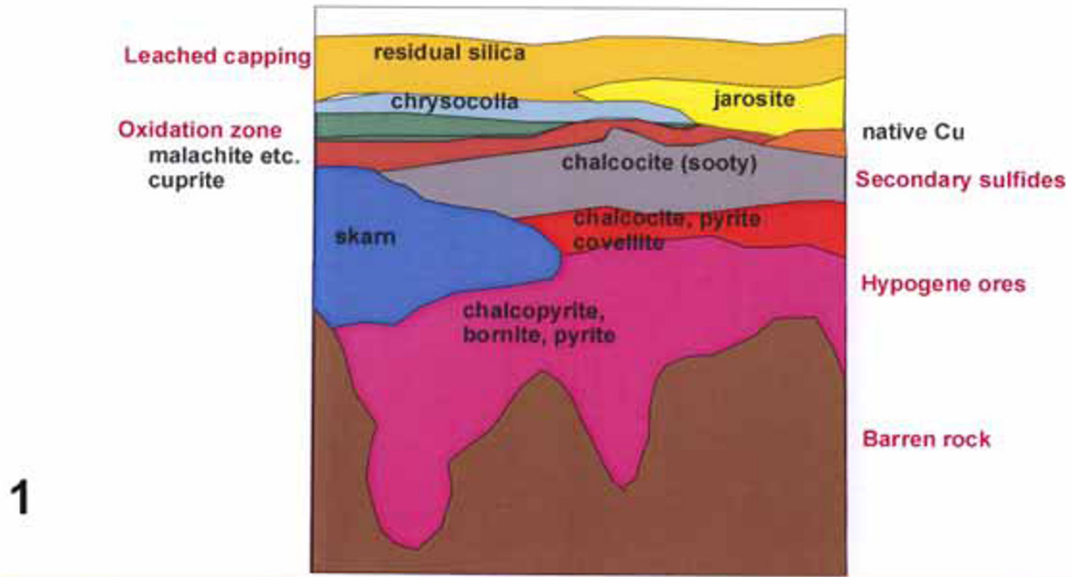 Leached capping
residual silica
chrysocolla
jarosite
Oxidation zone
malachite etc.
cuprite
native Cu
chalcocite (sooty)
Secondary sulfides
skarn
chalcocite, pyrite
covellite
Hypogene ores
chalcopyrite,
bornite, pyrite
Barren rock
1